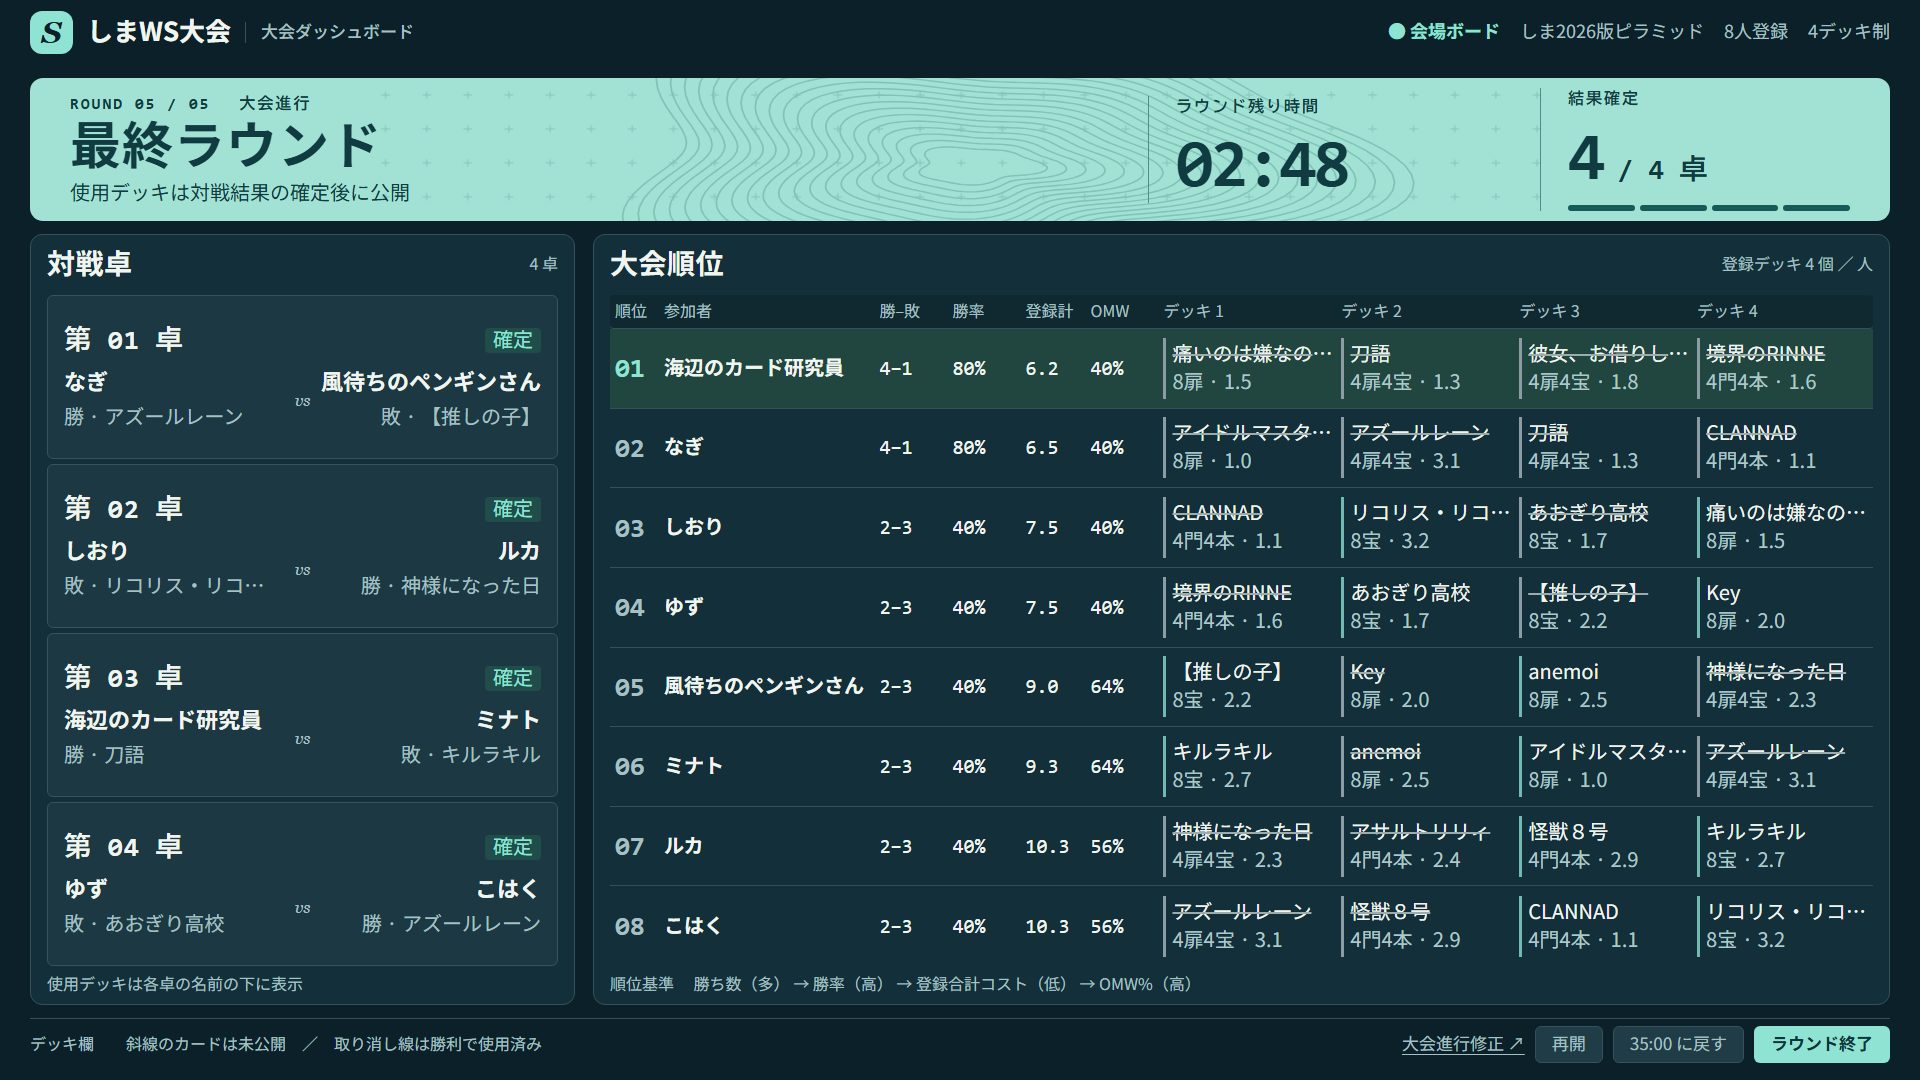 S しまWS大会 大会ダッシュボード
会場ボード しま2026版ピラミッド 8人登録 4デッキ制
ROUND 05 / 05 大会進行
最終ラウンド
使用デッキは対戦結果の確定後に公開
ラウンド残り時間
02:48
結果確定
4 / 4 卓
対戦卓 4 卓
第 01 卓 確定
なぎ vs 風待ちのペンギンさん
勝 · アズールレーン 敗 · 【推しの子】
第 02 卓 確定
しおり vs ルカ
敗 · リコリス・リコ… 勝 · 神様になった日
第 03 卓 確定
海辺のカード研究員 vs ミナト
勝 · 刀語 敗 · キルラキル
第 04 卓 確定
ゆず vs こはく
敗 · あおぎり高校 勝 · アズールレーン
使用デッキは各卓の名前の下に表示
大会順位 登録デッキ 4 個 ／ 人
順位 参加者 勝–敗 勝率 登録計 OMW デッキ 1 デッキ 2 デッキ 3 デッキ 4
01 海辺のカード研究員 4–1 80% 6.2 40% 痛いのは嫌なの… 刀語 彼女、お借りし… 境界のRINNE
8扉 · 1.5 4扉4宝 · 1.3 4扉4宝 · 1.8 4門4本 · 1.6
02 なぎ 4–1 80% 6.5 40% アイドルマスタ… アズールレーン 刀語 CLANNAD
8扉 · 1.0 4扉4宝 · 3.1 4扉4宝 · 1.3 4門4本 · 1.1
03 しおり 2–3 40% 7.5 40% CLANNAD リコリス・リコ… あおぎり高校 痛いのは嫌なの…
4門4本 · 1.1 8宝 · 3.2 8宝 · 1.7 8扉 · 1.5
04 ゆず 2–3 40% 7.5 40% 境界のRINNE あおぎり高校 【推しの子】 Key
4門4本 · 1.6 8宝 · 1.7 8宝 · 2.2 8扉 · 2.0
05 風待ちのペンギンさん 2–3 40% 9.0 64% 【推しの子】 Key anemoi 神様になった日
8宝 · 2.2 8扉 · 2.0 8扉 · 2.5 4扉4宝 · 2.3
06 ミナト 2–3 40% 9.3 64% キルラキル anemoi アイドルマスタ… アズールレーン
8宝 · 2.7 8扉 · 2.5 8扉 · 1.0 4扉4宝 · 3.1
07 ルカ 2–3 40% 10.3 56% 神様になった日 アサルトリリィ 怪獣８号 キルラキル
4扉4宝 · 2.3 4門4本 · 2.4 4門4本 · 2.9 8宝 · 2.7
08 こはく 2–3 40% 10.3 56% アズールレーン 怪獣８号 CLANNAD リコリス・リコ…
4扉4宝 · 3.1 4門4本 · 2.9 4門4本 · 1.1 8宝 · 3.2
順位基準 勝ち数（多） → 勝率（高） → 登録合計コスト（低） → OMW%（高）
デッキ欄 斜線のカードは未公開 ／ 取り消し線は勝利で使用済み
大会進行修正 ↗ 再開 35:00 に戻す ラウンド終了